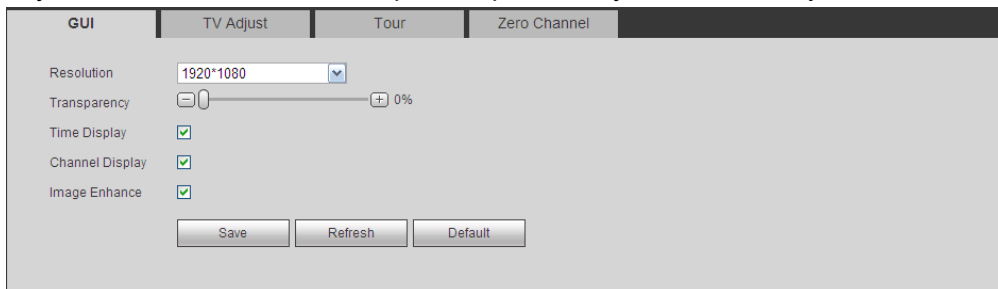 GUI TV Adjust Tour Zero Channel
Resolution 1920*1080
Transparency 0%
Time Display
Channel Display
Image Enhance
Save Refresh Default